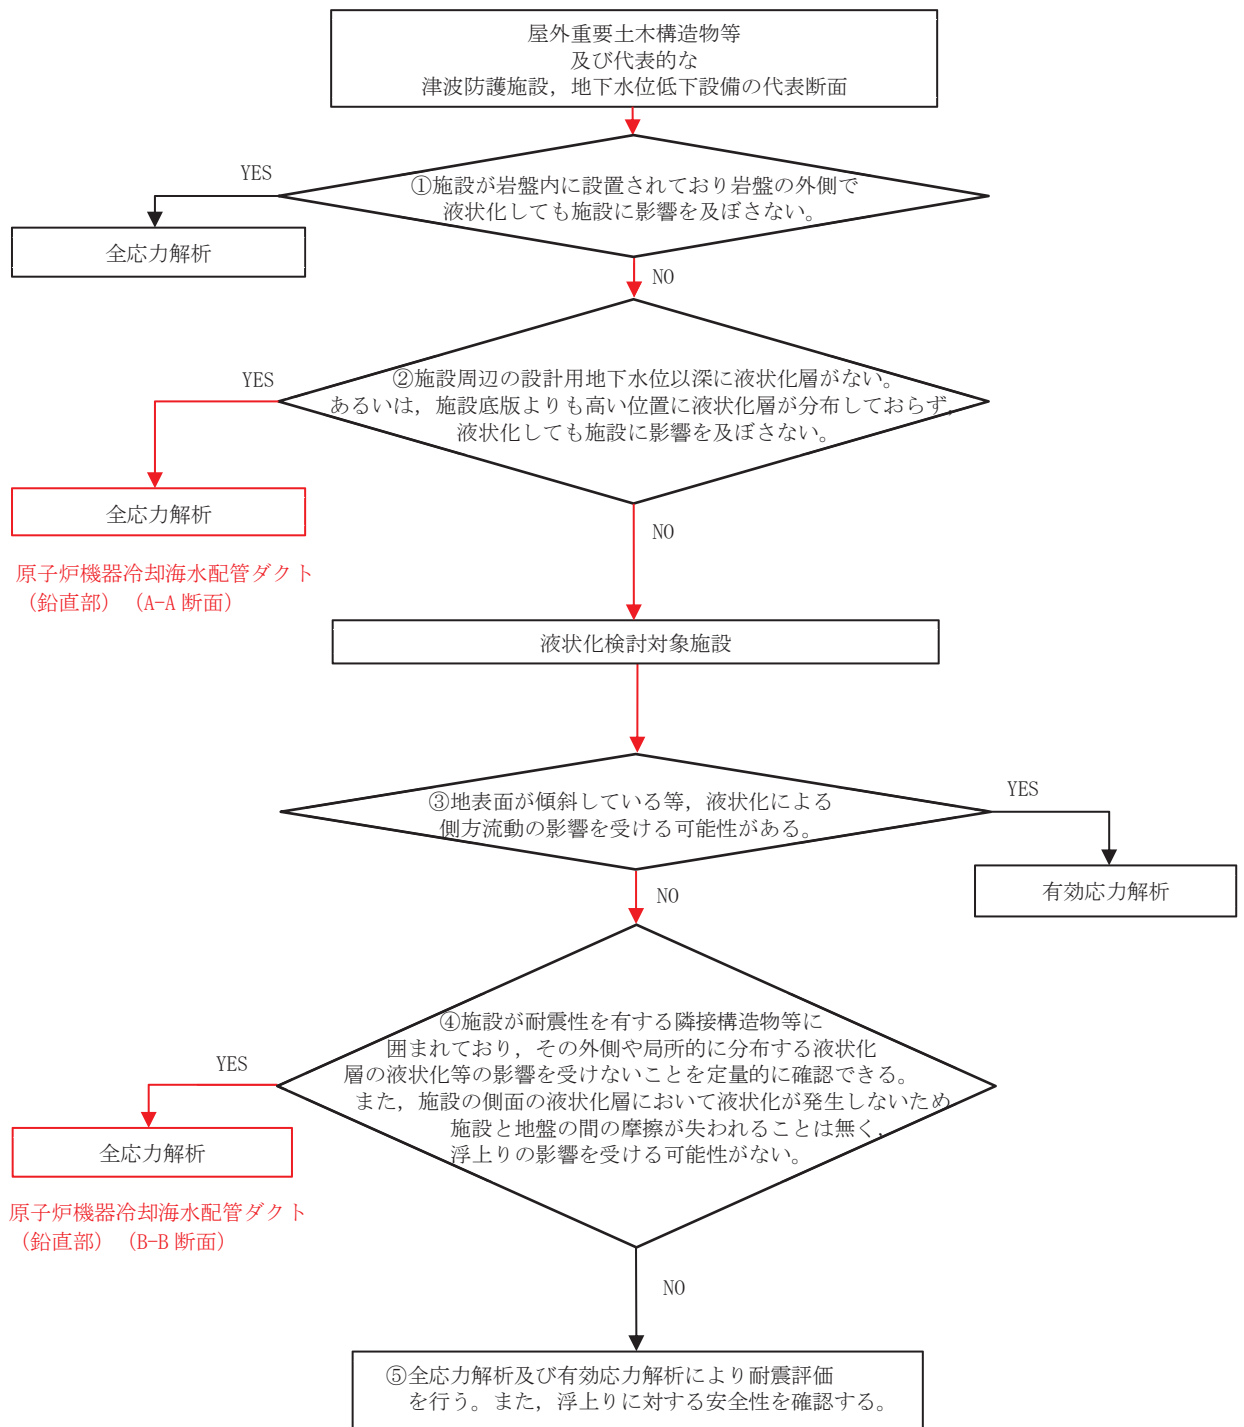 屋外重要土木構造物等
及び代表的な
津波防護施設，地下水位低下設備の代表断面
YES
①施設が岩盤内に設置されており岩盤の外側で
液状化しても施設に影響を及ぼさない。
全応力解析
NO
YES
②施設周辺の設計用地下水位以深に液状化層がない。
あるいは，施設底版よりも高い位置に液状化層が分布しておらず，
液状化しても施設に影響を及ぼさない。
全応力解析
NO
原子炉機器冷却海水配管ダクト
（鉛直部）（A-A 断面）
液状化検討対象施設
YES
③地表面が傾斜している等，液状化による
側方流動の影響を受ける可能性がある。
有効応力解析
NO
④施設が耐震性を有する隣接構造物等に
囲まれており，その外側や局所的に分布する液状化
層の液状化等の影響を受けないことを定量的に確認できる。
また，施設の側面の液状化層において液状化が発生しないため
施設と地盤の間の摩擦が失われることは無く，
浮上りの影響を受ける可能性がない。
YES
全応力解析
原子炉機器冷却海水配管ダクト
（鉛直部）（B-B 断面）
NO
⑤全応力解析及び有効応力解析により耐震評価
を行う。また，浮上りに対する安全性を確認する。